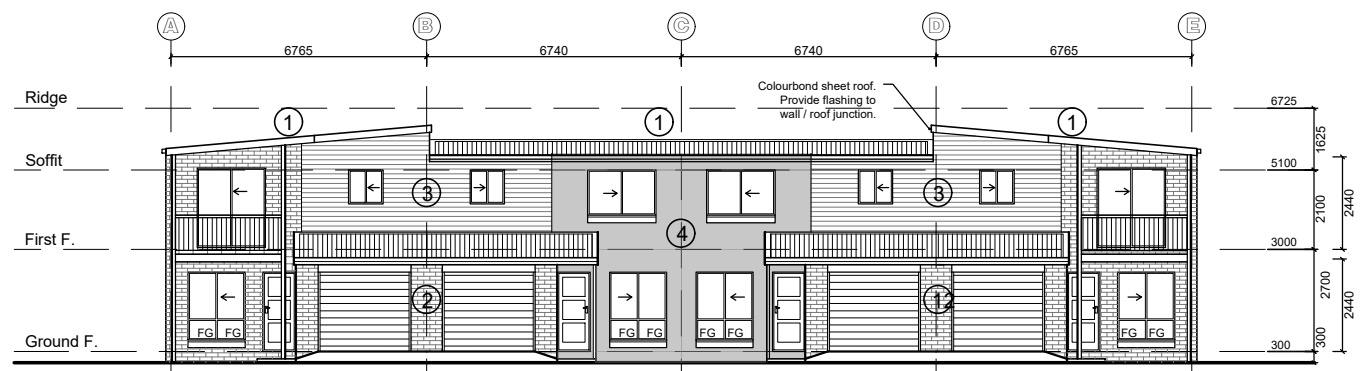 A B C D E
6765 6740 6740 6765
Colourbond sheet roof.
Provide flashing to
wall / roof junction.
Ridge
6725
1 1 1
1625
Soffit
5100
3 3
2100
2440
4
First F.
3000
2 12
2700
2440
FG FG FG FG FG FG FG FG
Ground F.
300
300